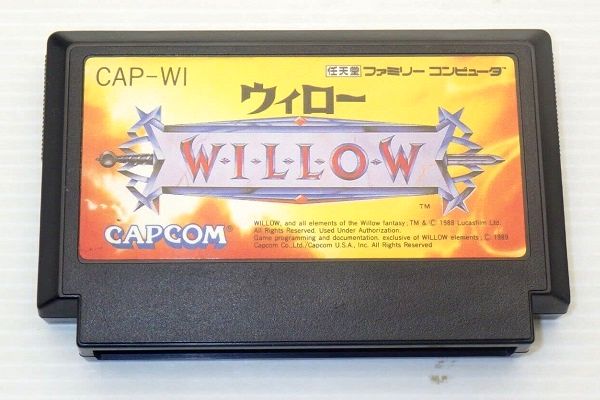 CAP-WI
任天堂 ファミリーコンピュータ™
ウィロー
W·I·L·L·O·W
TM
CAPCOM®
WILLOW, and all elements of the Willow fantasy; TM & © 1988 Lucasfilm Ltd.
All Rights Reserved. Used Under Authorization.
Game programming and documentation, exclusive of WILLOW elements; © 1989
Capcom Co.,Ltd./Capcom U.S.A., Inc. All Rights Reserved